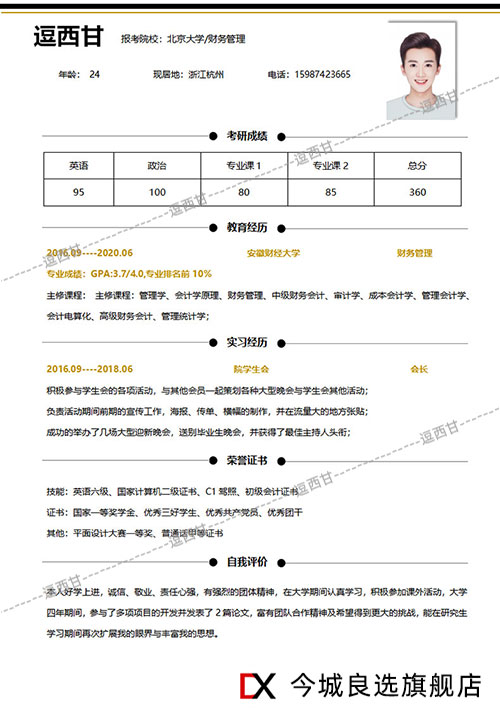 逗西甘
报考院校：北京大学/财务管理
年龄： 24 现居地：浙江杭州 电话：15987423665
考研成绩
英语 政治 专业课 1 专业课 2 总分
95 100 80 85 360
教育经历
2016.09----2020.06 安徽财经大学 财务管理
专业成绩：GPA:3.7/4.0,专业排名前 10%
主修课程： 主修课程：管理学、会计学原理、财务管理、中级财务会计、审计学、成本会计学、管理会计学、
会计电算化、高级财务会计、管理统计学；
实习经历
2016.09----2018.06 院学生会 会长
积极参与学生会的各项活动，与其他会员一起策划各种大型晚会与学生会其他活动；
负责活动期间前期的宣传工作，海报、传单、横幅的制作，并在流量大的地方张贴；
成功的举办了几场大型迎新晚会，送别毕业生晚会，并获得了最佳主持人头衔；
荣誉证书
技能：英语六级、国家计算机二级证书、C1 驾照、初级会计证书
证书：国家一等奖学金、优秀三好学生、优秀共产党员、优秀团干
其他：平面设计大赛一等奖、普通话甲等证书
自我评价
本人好学上进，诚信、敬业、责任心强，有强烈的团体精神，在大学期间认真学习，积极参加课外活动，大学
四年期间，参与了多项项目的开发并发表了 2 篇论文，富有团队合作精神及希望得到更大的挑战，能在研究生
学习期间再次扩展我的眼界与丰富我的思想。
逗西甘
逗西甘
逗西甘
逗西甘
逗西甘
逗西甘
逗西甘
DX 今城良选旗舰店